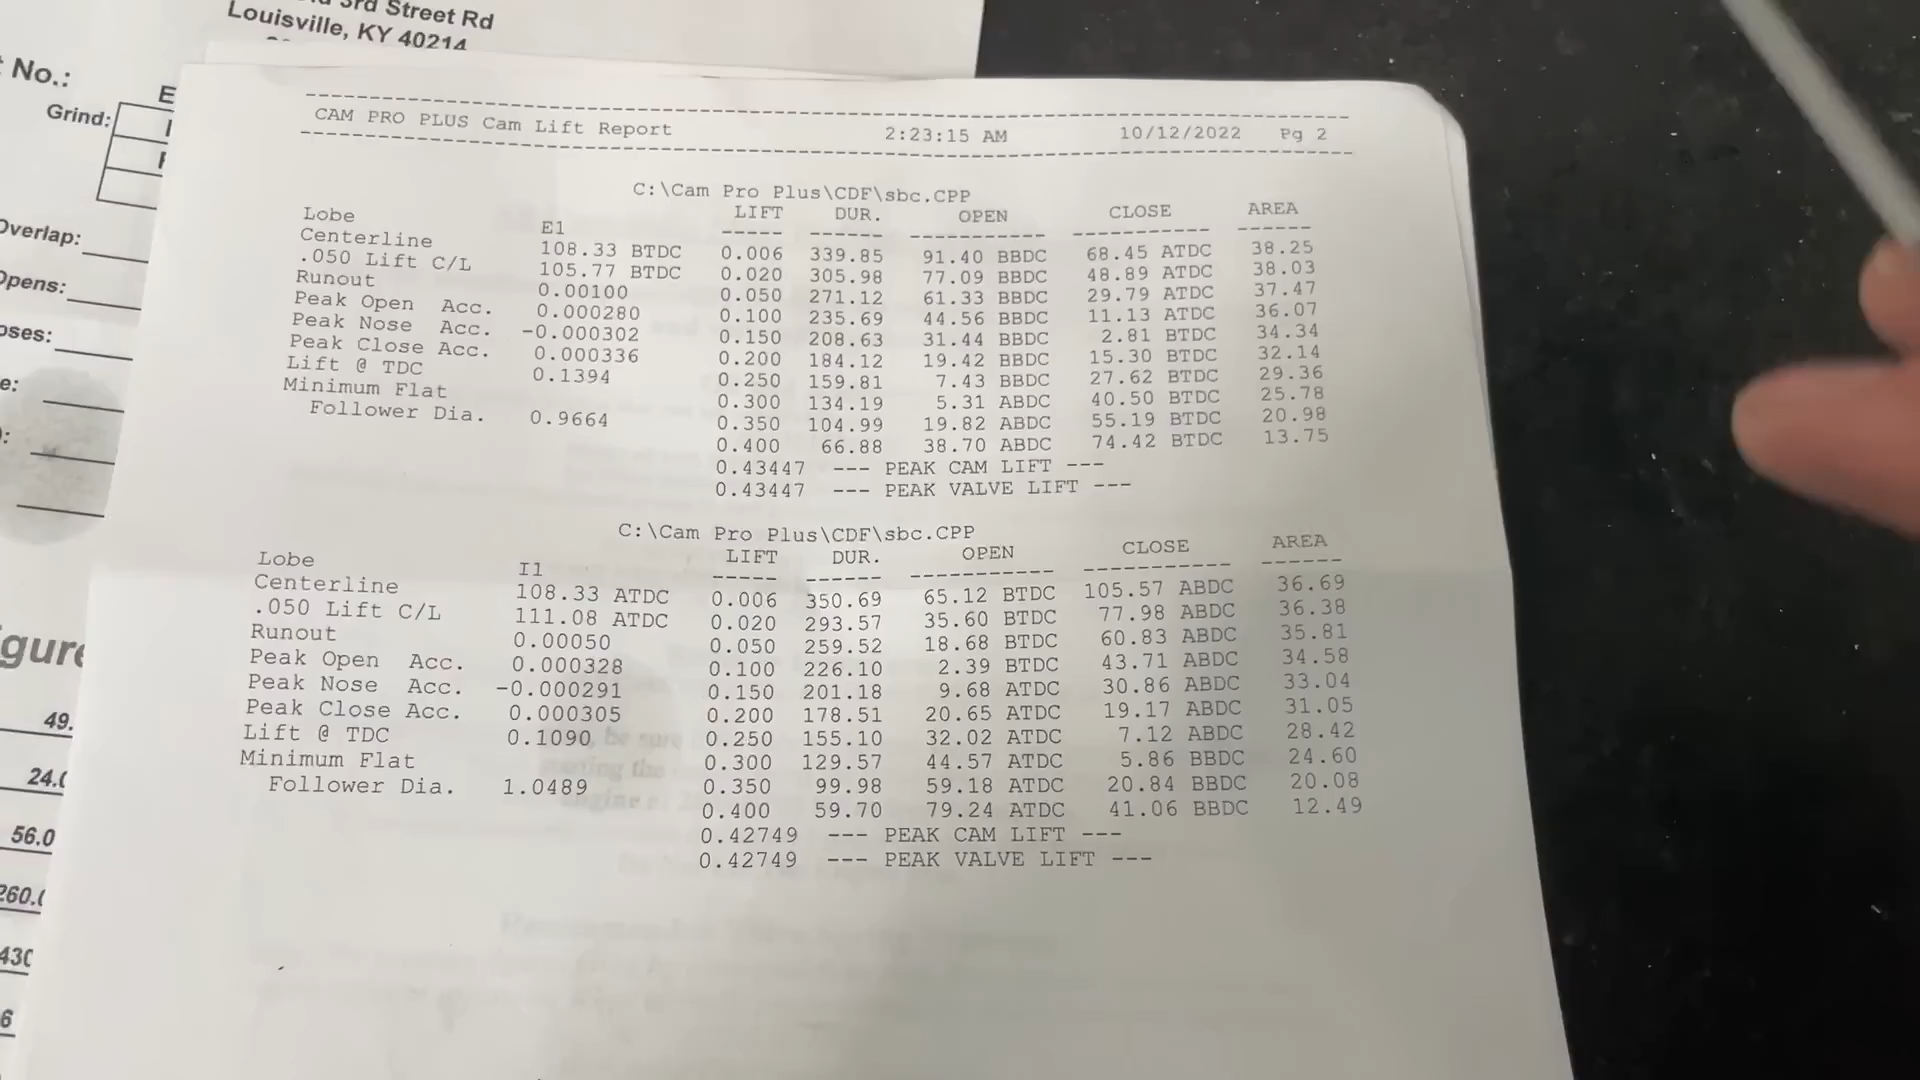 3rd Street Rd
Louisville, KY 40214
No.:
Grind:
Overlap:
CAM PRO PLUS Cam Lift Report 2:23:15 AM 10/12/2022 Pg 2
C:\Cam Pro Plus\CDF\sbc.CPP
Lobe E1 LIFT DUR. OPEN CLOSE AREA
Centerline 108.33 BTDC 0.006 339.85 91.40 BBDC 68.45 ATDC 38.25
.050 Lift C/L 105.77 BTDC 0.020 305.98 77.09 BBDC 48.89 ATDC 38.03
Runout 0.00100 0.050 271.12 61.33 BBDC 29.79 ATDC 37.47
Peak Open Acc. 0.000280 0.100 235.69 44.56 BBDC 11.13 ATDC 36.07
Peak Nose Acc. -0.000302 0.150 208.63 31.44 BBDC 2.81 BTDC 34.34
Peak Close Acc. 0.000336 0.200 184.12 19.42 BBDC 15.30 BTDC 32.14
Lift @ TDC 0.1394 0.250 159.81 7.43 BBDC 27.62 BTDC 29.36
Minimum Flat 0.300 134.19 5.31 ABDC 40.50 BTDC 25.78
Follower Dia. 0.9664 0.350 104.99 19.82 ABDC 55.19 BTDC 20.98
0.400 66.88 38.70 ABDC 74.42 BTDC 13.75
0.43447 --- PEAK CAM LIFT ---
0.43447 --- PEAK VALVE LIFT ---
C:\Cam Pro Plus\CDF\sbc.CPP
Lobe I1 LIFT DUR. OPEN CLOSE AREA
Centerline 108.33 ATDC 0.006 350.69 65.12 BTDC 105.57 ABDC 36.69
.050 Lift C/L 111.08 ATDC 0.020 293.57 35.60 BTDC 77.98 ABDC 36.38
Runout 0.00050 0.050 259.52 18.68 BTDC 60.83 ABDC 35.81
Peak Open Acc. 0.000328 0.100 226.10 2.39 BTDC 43.71 ABDC 34.58
Peak Nose Acc. -0.000291 0.150 201.18 9.68 ATDC 30.86 ABDC 33.04
Peak Close Acc. 0.000305 0.200 178.51 20.65 ATDC 19.17 ABDC 31.05
Lift @ TDC 0.1090 0.250 155.10 32.02 ATDC 7.12 ABDC 28.42
Minimum Flat 0.300 129.57 44.57 ATDC 5.86 BBDC 24.60
Follower Dia. 1.0489 0.350 99.98 59.18 ATDC 20.84 BBDC 20.08
0.400 59.70 79.24 ATDC 41.06 BBDC 12.49
0.42749 --- PEAK CAM LIFT ---
0.42749 --- PEAK VALVE LIFT ---
49.
24.
56.0
260.
430
6